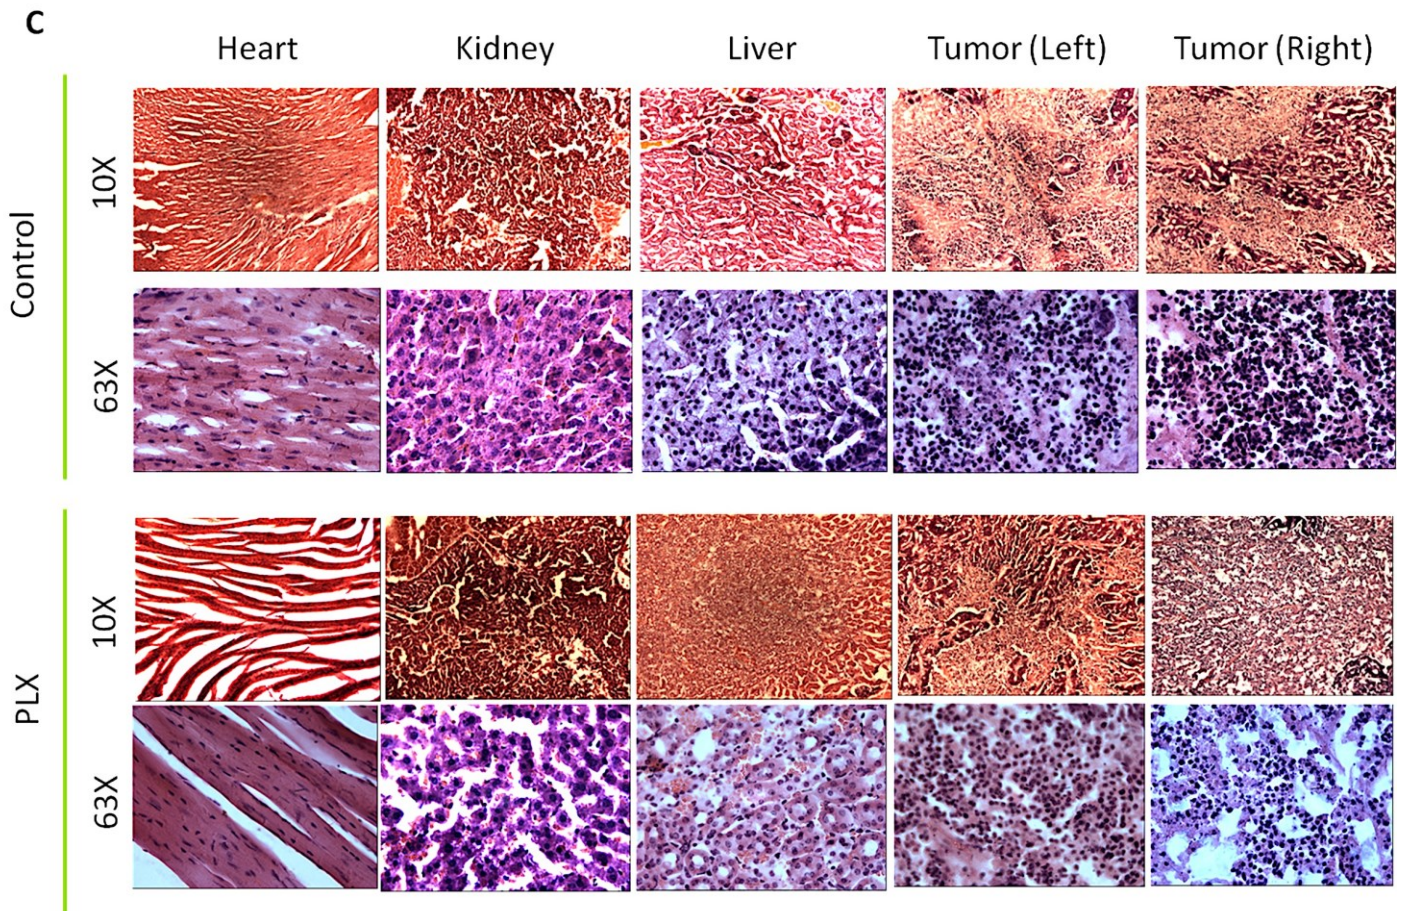 C
Heart Kidney Liver Tumor (Left) Tumor (Right)
Control
10X
63X
PLX
10X
63X